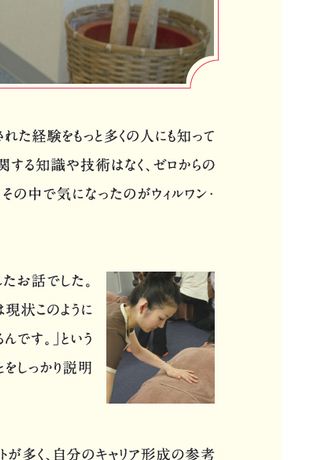 された経験をもっと多くの人にも知って
関する知識や技術はなく、ゼロからの
その中で気になったのがウィルワン・
したお話でした。
は現状このように
るんです。」という
とをしっかり説明
トが多く、自分のキャリア形成の参考